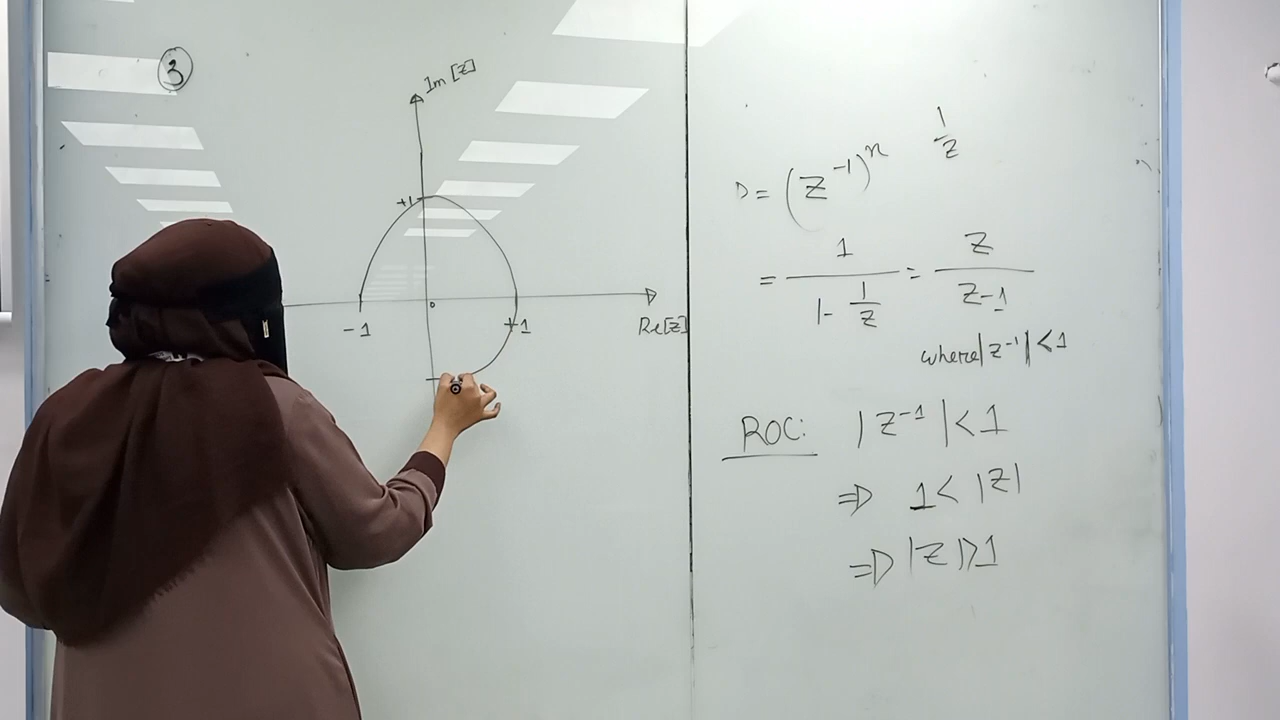 3
Im [z]
+1
0
-1
+1
Re[z]
1/z
D= (z⁻¹)ⁿ
= 1/(1 - 1/z) = z/(z-1)
where |z⁻¹| < 1
ROC: |z⁻¹| < 1
⇒ 1 < |z|
⇒ |z| > 1